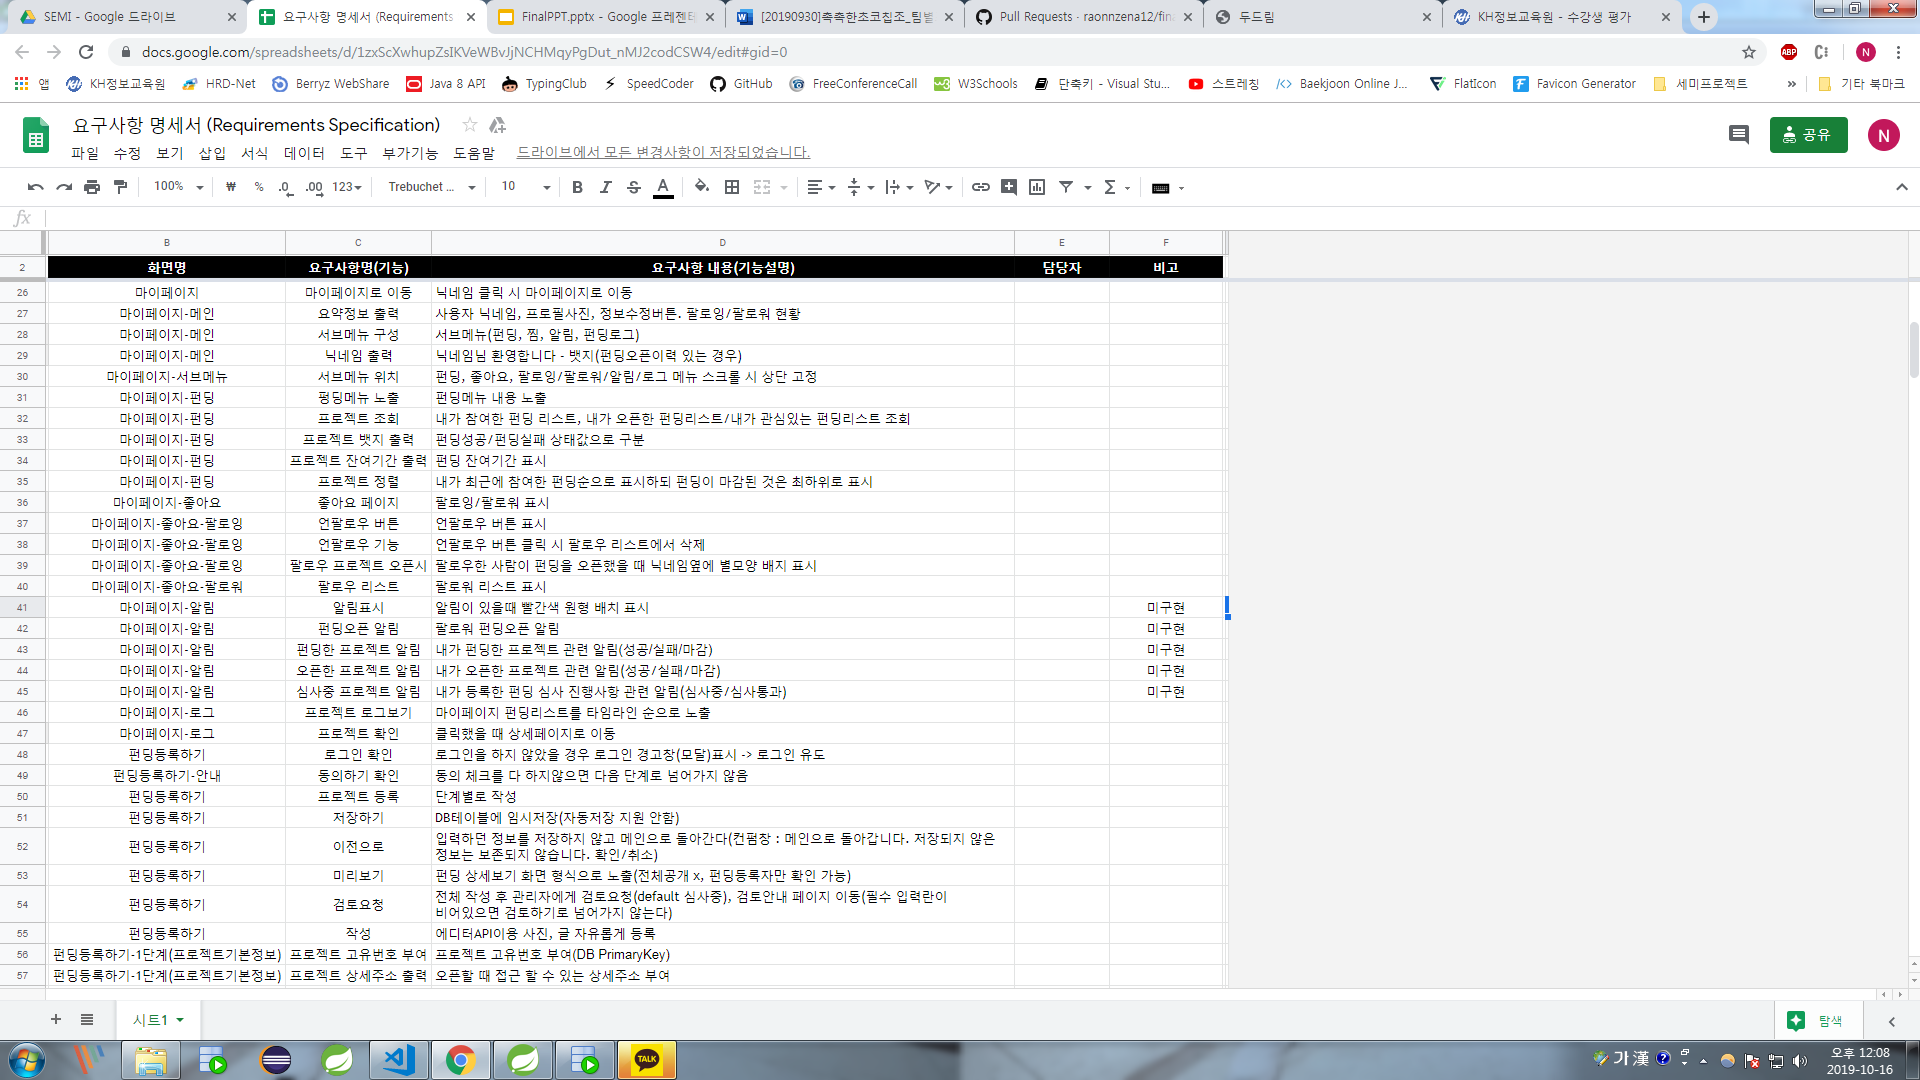 SEMI - Google 드라이브
요구사항 명세서 (Requirements
FinalPPT.pptx - Google 프레젠테
[20190930]촉촉한초코칩조_팀별
Pull Requests · raonnzena12/fin
두드림
KH정보교육원 - 수강생 평가
docs.google.com/spreadsheets/d/1zxScXwhupZsIKVeWBvJjNCHMqyPgDut_nMJ2codCSW4/edit#gid=0
ABP
N
앱 KH정보교육원 HRD-Net Berryz WebShare Java 8 API TypingClub SpeedCoder GitHub FreeConferenceCall W3Schools 단축키 - Visual Stu... 스트레칭 Baekjoon Online J... FlatIcon Favicon Generator 세미프로젝트 » 기타 북마크
요구사항 명세서 (Requirements Specification)
파일 수정 보기 삽입 서식 데이터 도구 부가기능 도움말 드라이브에서 모든 변경사항이 저장되었습니다.
공유
N
100% ₩ % .0 .00 123 Trebuchet ... 10 B I S A
fx
B C D E F
2 화면명 요구사항명(기능) 요구사항 내용(기능설명) 담당자 비고
26 마이페이지 마이페이지로 이동 닉네임 클릭 시 마이페이지로 이동
27 마이페이지-메인 요약정보 출력 사용자 닉네임, 프로필사진, 정보수정버튼. 팔로잉/팔로워 현황
28 마이페이지-메인 서브메뉴 구성 서브메뉴(펀딩, 찜, 알림, 펀딩로그)
29 마이페이지-메인 닉네임 출력 닉네임님 환영합니다 - 뱃지(펀딩오픈이력 있는 경우)
30 마이페이지-서브메뉴 서브메뉴 위치 펀딩, 좋아요, 팔로잉/팔로워/알림/로그 메뉴 스크롤 시 상단 고정
31 마이페이지-펀딩 펑딩메뉴 노출 펀딩메뉴 내용 노출
32 마이페이지-펀딩 프로젝트 조회 내가 참여한 펀딩 리스트, 내가 오픈한 펀딩리스트/내가 관심있는 펀딩리스트 조회
33 마이페이지-펀딩 프로젝트 뱃지 출력 펀딩성공/펀딩실패 상태값으로 구분
34 마이페이지-펀딩 프로젝트 잔여기간 출력 펀딩 잔여기간 표시
35 마이페이지-펀딩 프로젝트 정렬 내가 최근에 참여한 펀딩순으로 표시하되 펀딩이 마감된 것은 최하위로 표시
36 마이페이지-좋아요 좋아요 페이지 팔로잉/팔로워 표시
37 마이페이지-좋아요-팔로잉 언팔로우 버튼 언팔로우 버튼 표시
38 마이페이지-좋아요-팔로잉 언팔로우 기능 언팔로우 버튼 클릭 시 팔로우 리스트에서 삭제
39 마이페이지-좋아요-팔로잉 팔로우 프로젝트 오픈시 팔로우한 사람이 펀딩을 오픈했을 때 닉네임옆에 별모양 배지 표시
40 마이페이지-좋아요-팔로워 팔로우 리스트 팔로워 리스트 표시
41 마이페이지-알림 알림표시 알림이 있을때 빨간색 원형 배치 표시 미구현
42 마이페이지-알림 펀딩오픈 알림 팔로워 펀딩오픈 알림 미구현
43 마이페이지-알림 펀딩한 프로젝트 알림 내가 펀딩한 프로젝트 관련 알림(성공/실패/마감) 미구현
44 마이페이지-알림 오픈한 프로젝트 알림 내가 오픈한 프로젝트 관련 알림(성공/실패/마감) 미구현
45 마이페이지-알림 심사중 프로젝트 알림 내가 등록한 펀딩 심사 진행사항 관련 알림(심사중/심사통과) 미구현
46 마이페이지-로그 프로젝트 로그보기 마이페이지 펀딩리스트를 타임라인 순으로 노출
47 마이페이지-로그 프로젝트 확인 클릭했을 때 상세페이지로 이동
48 펀딩등록하기 로그인 확인 로그인을 하지 않았을 경우 로그인 경고창(모달)표시 -> 로그인 유도
49 펀딩등록하기-안내 동의하기 확인 동의 체크를 다 하지않으면 다음 단계로 넘어가지 않음
50 펀딩등록하기 프로젝트 등록 단계별로 작성
51 펀딩등록하기 저장하기 DB테이블에 임시저장(자동저장 지원 안함)
52 펀딩등록하기 이전으로 입력하던 정보를 저장하지 않고 메인으로 돌아간다(컨펌창 : 메인으로 돌아갑니다. 저장되지 않은
정보는 보존되지 않습니다. 확인/취소)
53 펀딩등록하기 미리보기 펀딩 상세보기 화면 형식으로 노출(전체공개 x, 펀딩등록자만 확인 가능)
54 펀딩등록하기 검토요청 전체 작성 후 관리자에게 검토요청(default 심사중), 검토안내 페이지 이동(필수 입력란이
비어있으면 검토하기로 넘어가지 않는다)
55 펀딩등록하기 작성 에디터API이용 사진, 글 자유롭게 등록
56 펀딩등록하기-1단계(프로젝트기본정보) 프로젝트 고유번호 부여 프로젝트 고유번호 부여(DB PrimaryKey)
57 펀딩등록하기-1단계(프로젝트기본정보) 프로젝트 상세주소 출력 오픈할 때 접근 할 수 있는 상세주소 부여
시트1
탐색
TALK
가 漢
오후 12:08
2019-10-16